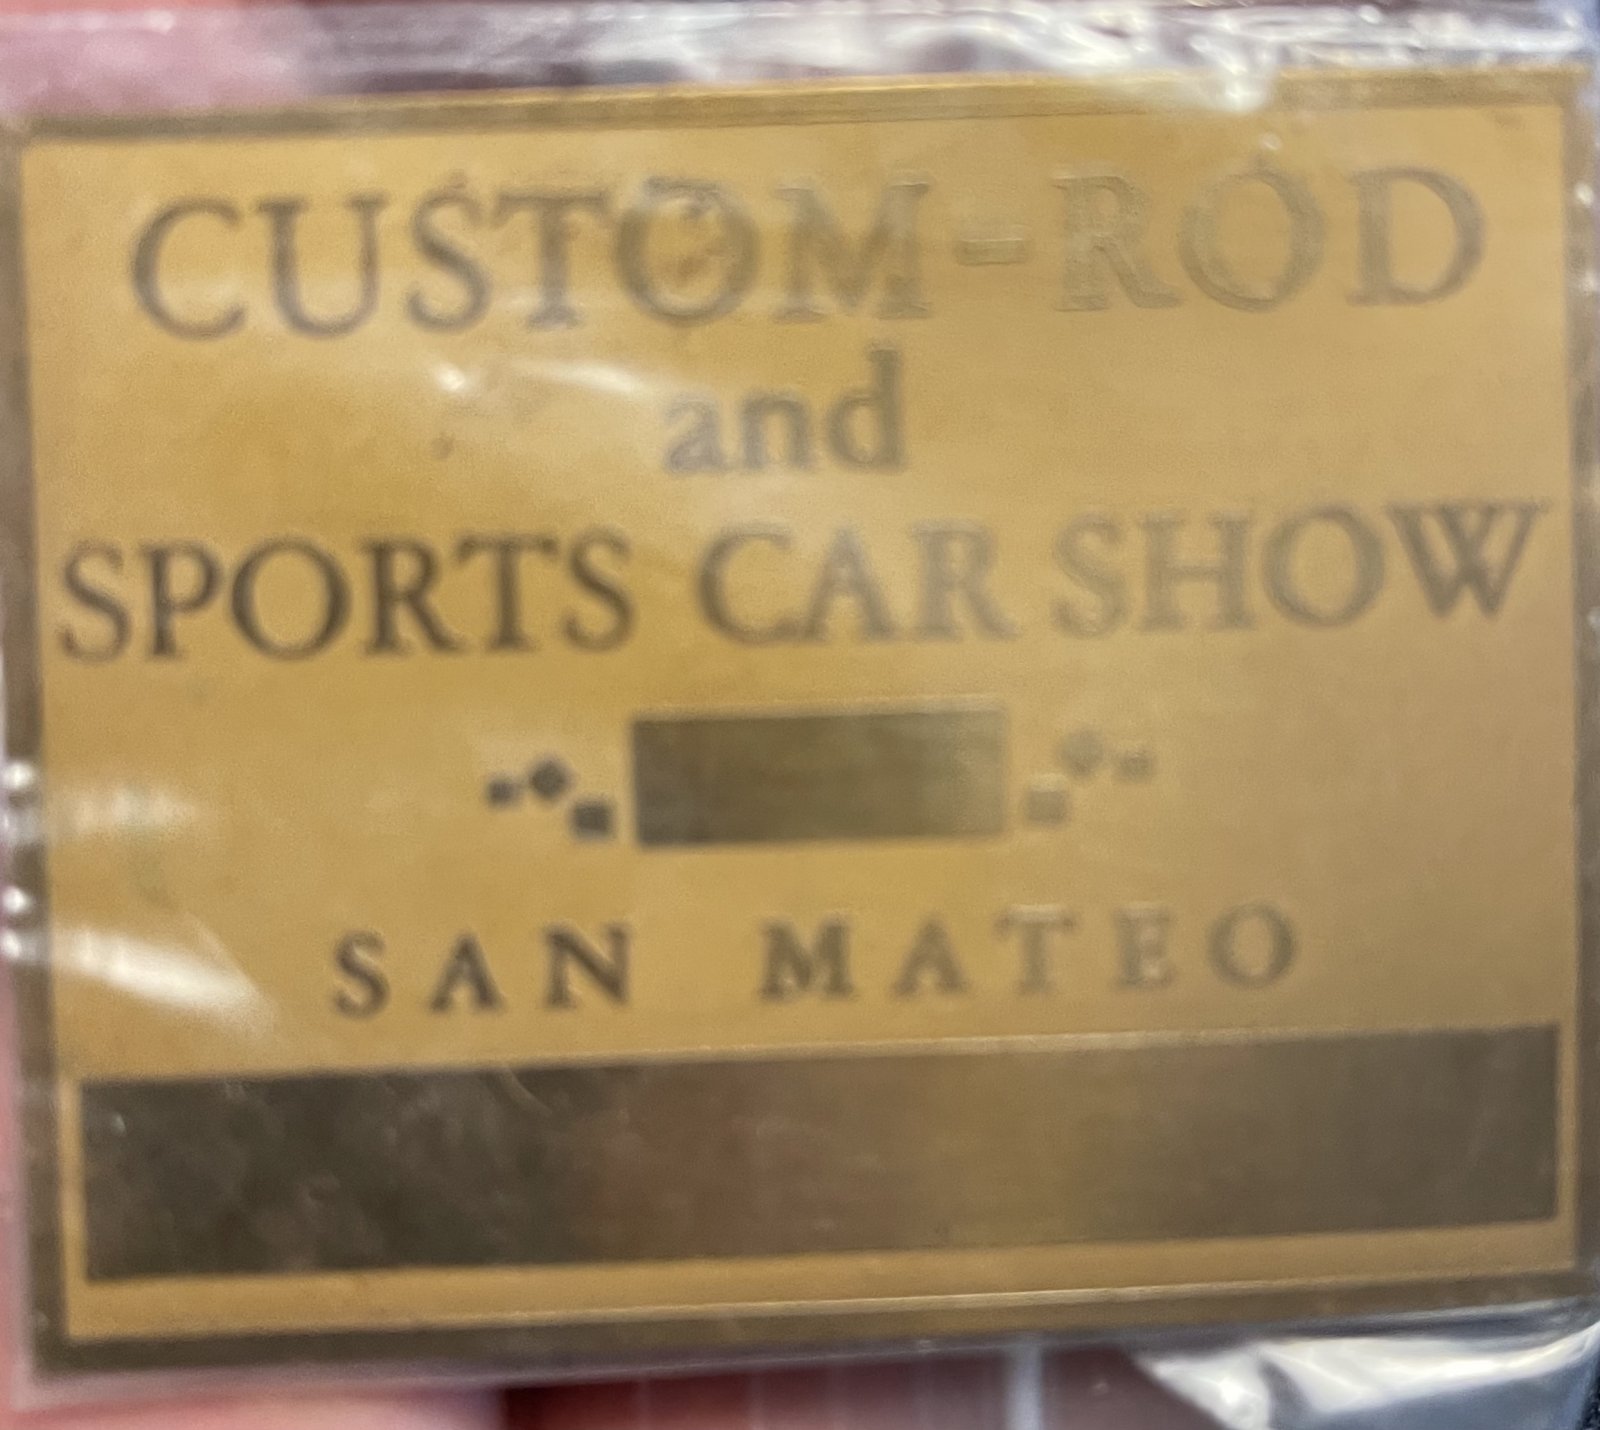 CUSTOM-ROD
and
SPORTS CAR SHOW
SAN MATEO